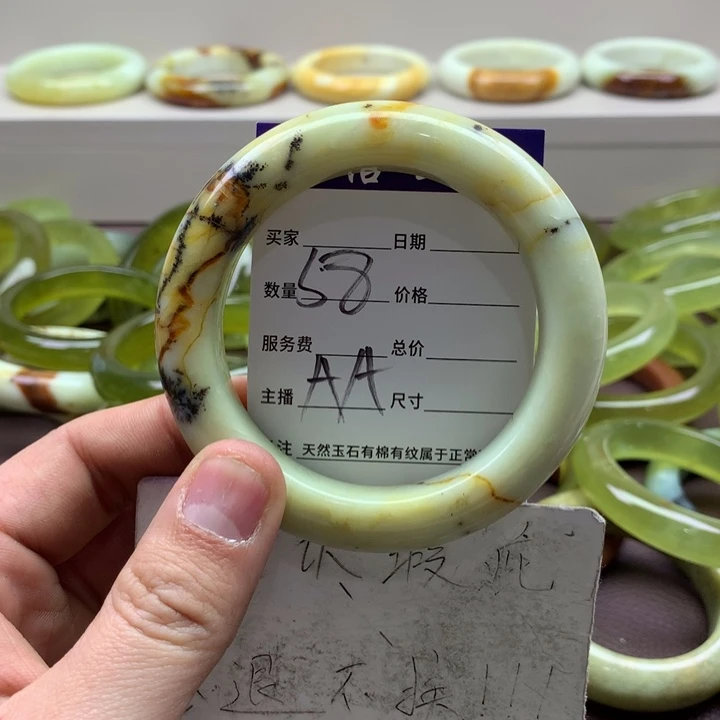 买家 日期
数量 58 价格
服务费 总价
主播 AA 尺寸
注 天然玉石有棉有纹属于正常
瑕疵
退不换!!!